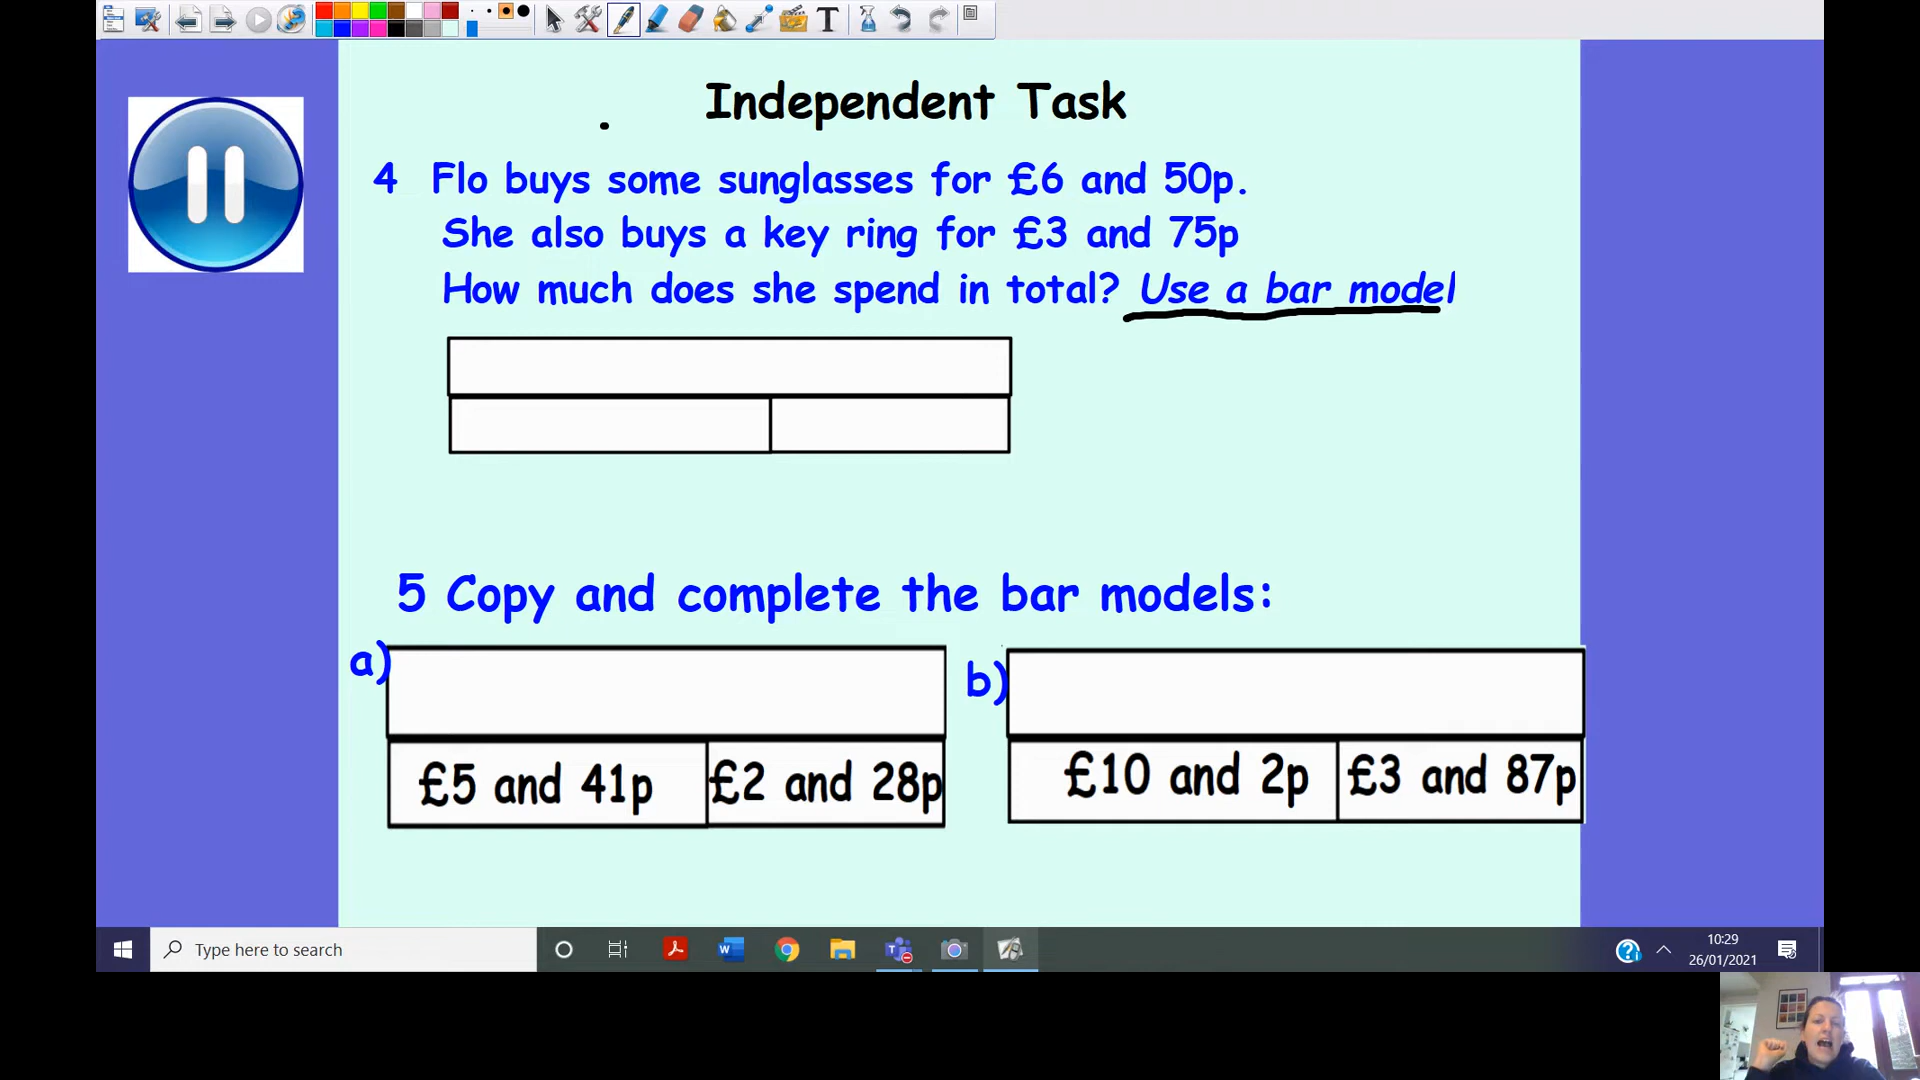 Independent Task
4 Flo buys some sunglasses for £6 and 50p.
She also buys a key ring for £3 and 75p
How much does she spend in total? Use a bar model
5 Copy and complete the bar models:
a)
£5 and 41p £2 and 28p
b)
£10 and 2p £3 and 87p
Type here to search
10:29
26/01/2021